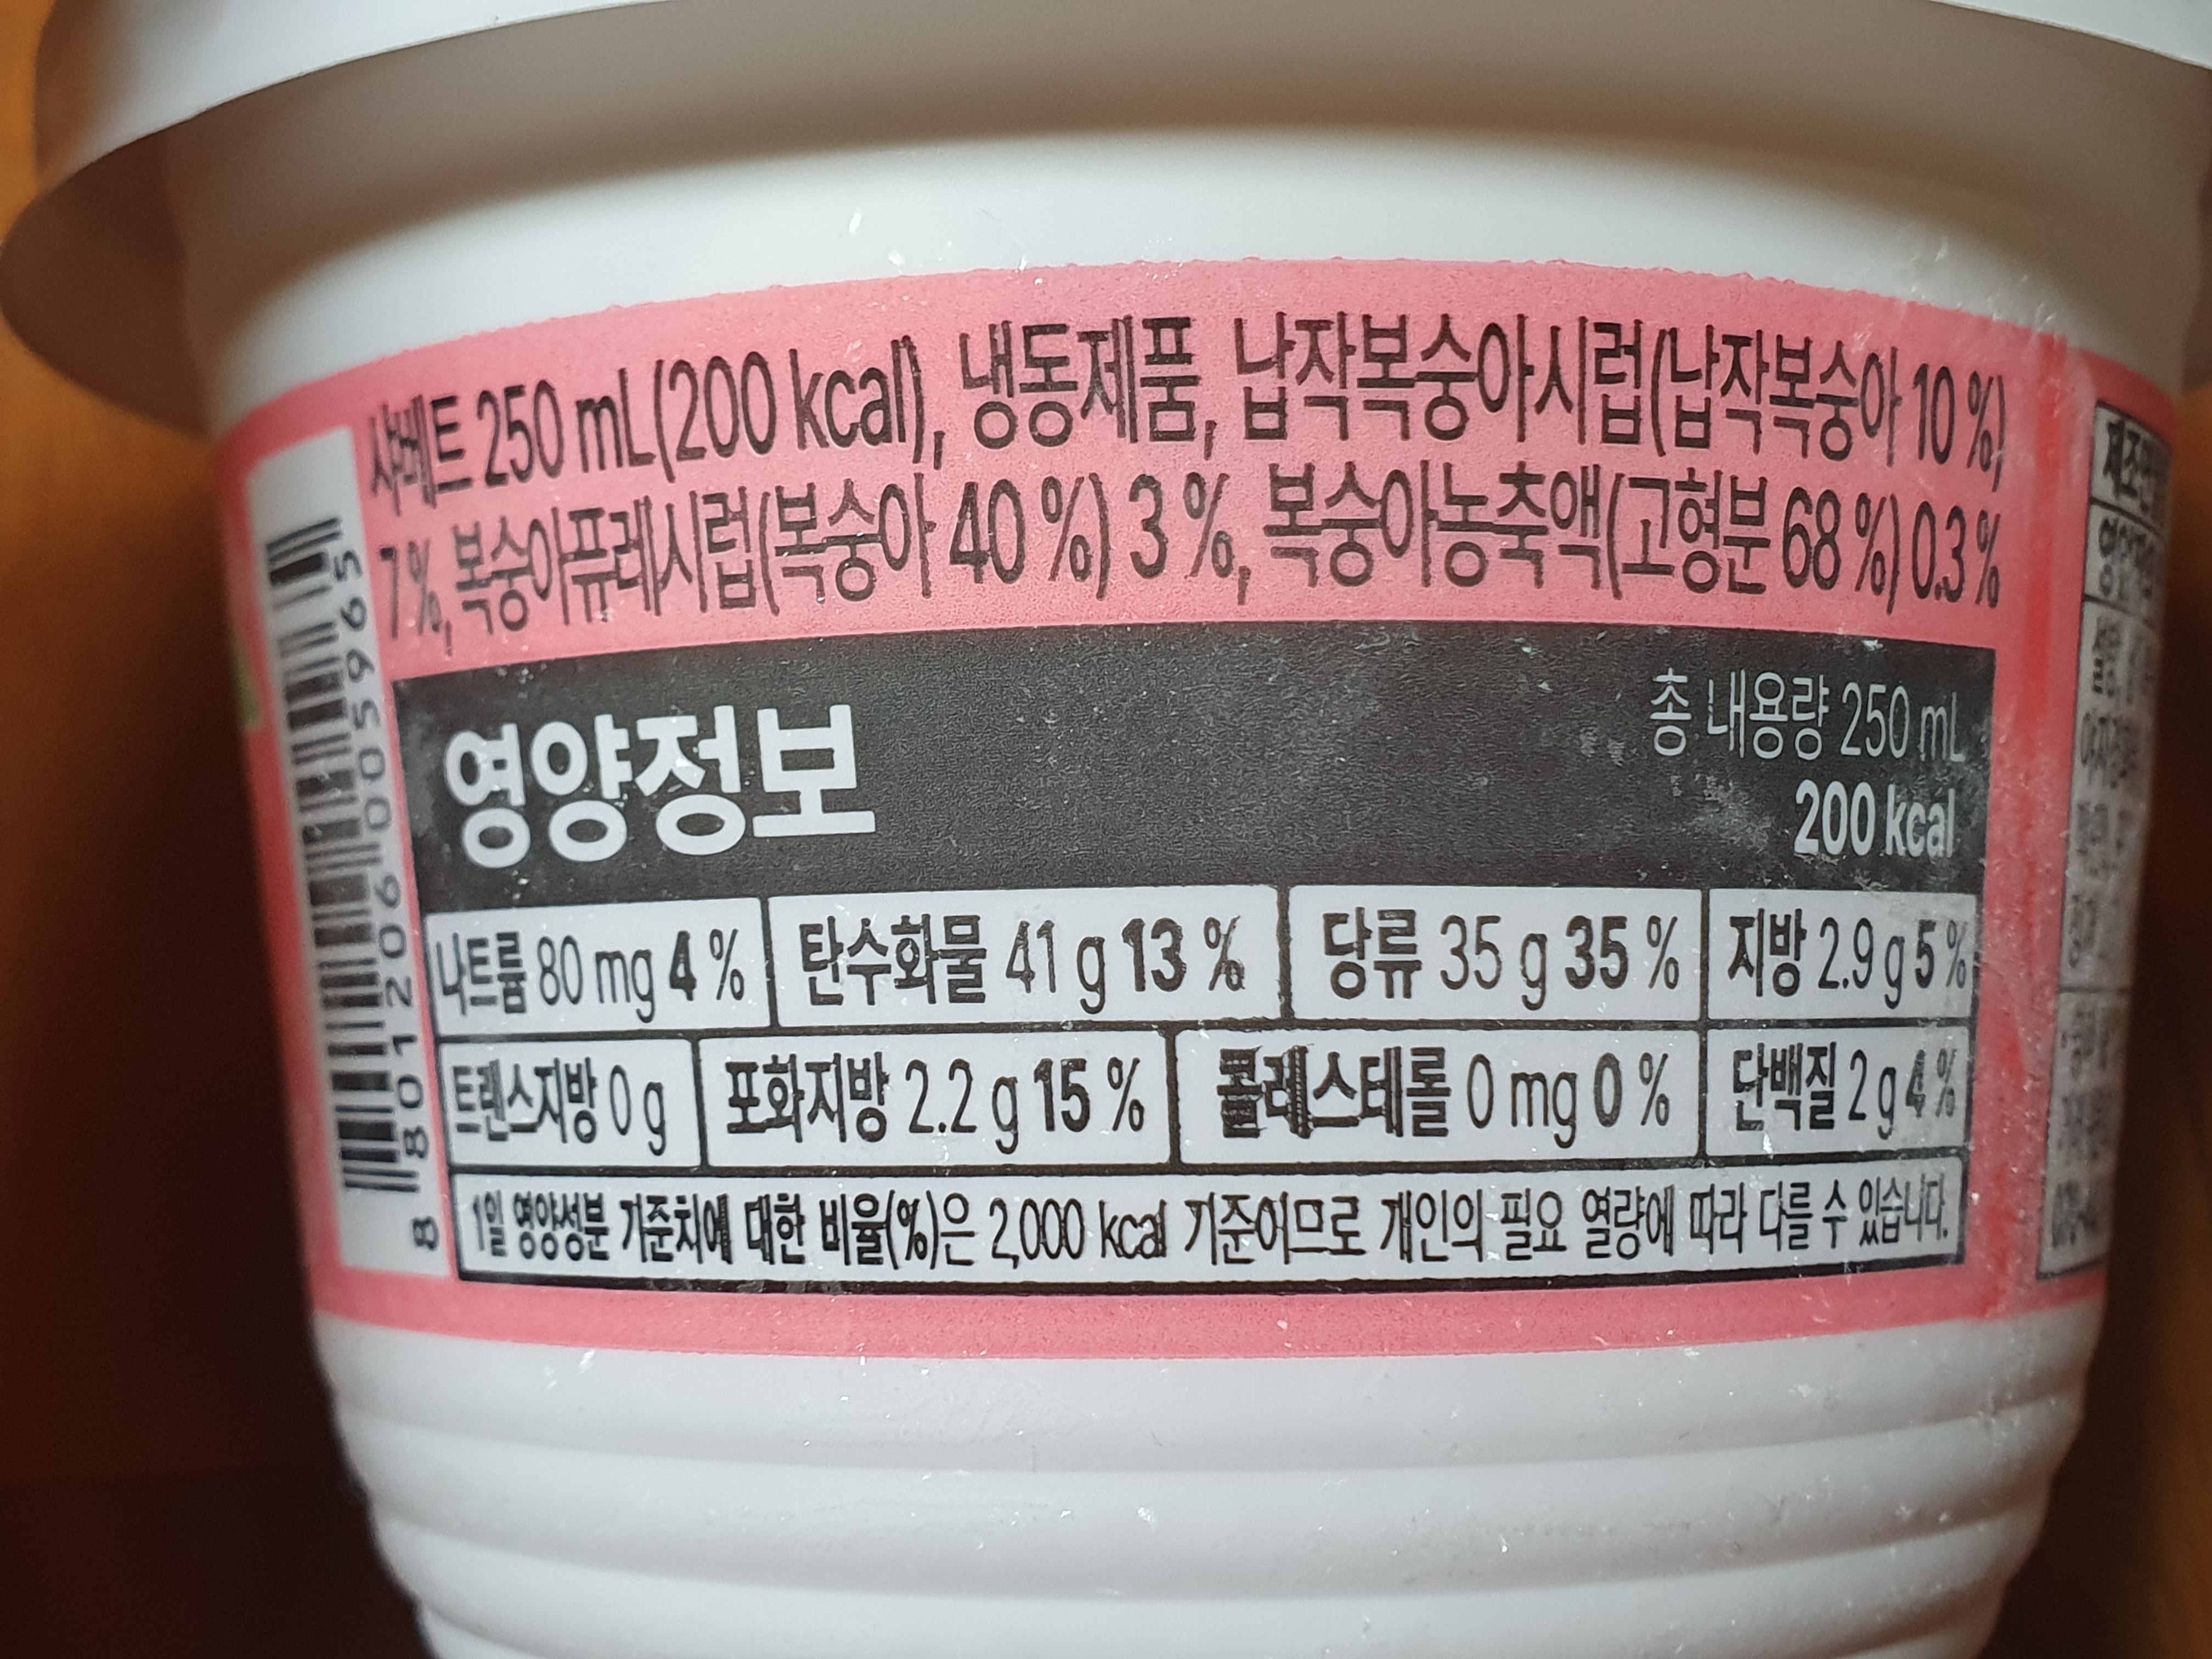 샤베트 250 mL(200 kcal), 냉동제품, 납작복숭아시럽(납작복숭아 10 %)
7 %, 복숭아퓨레시럽(복숭아 40 %) 3 %, 복숭아농축액(고형분 68 %) 0.3 %
영양정보
총 내용량 250 mL
200 kcal
나트륨 80 mg 4 % 탄수화물 41 g 13 % 당류 35 g 35 % 지방 2.9 g 5 %
트랜스지방 0 g 포화지방 2.2 g 15 % 콜레스테롤 0 mg 0 % 단백질 2 g 4 %
1일 영양성분 기준치에 대한 비율(%)은 2,000 kcal 기준이므로 개인의 필요 열량에 따라 다를 수 있습니다.
8 801206 005965